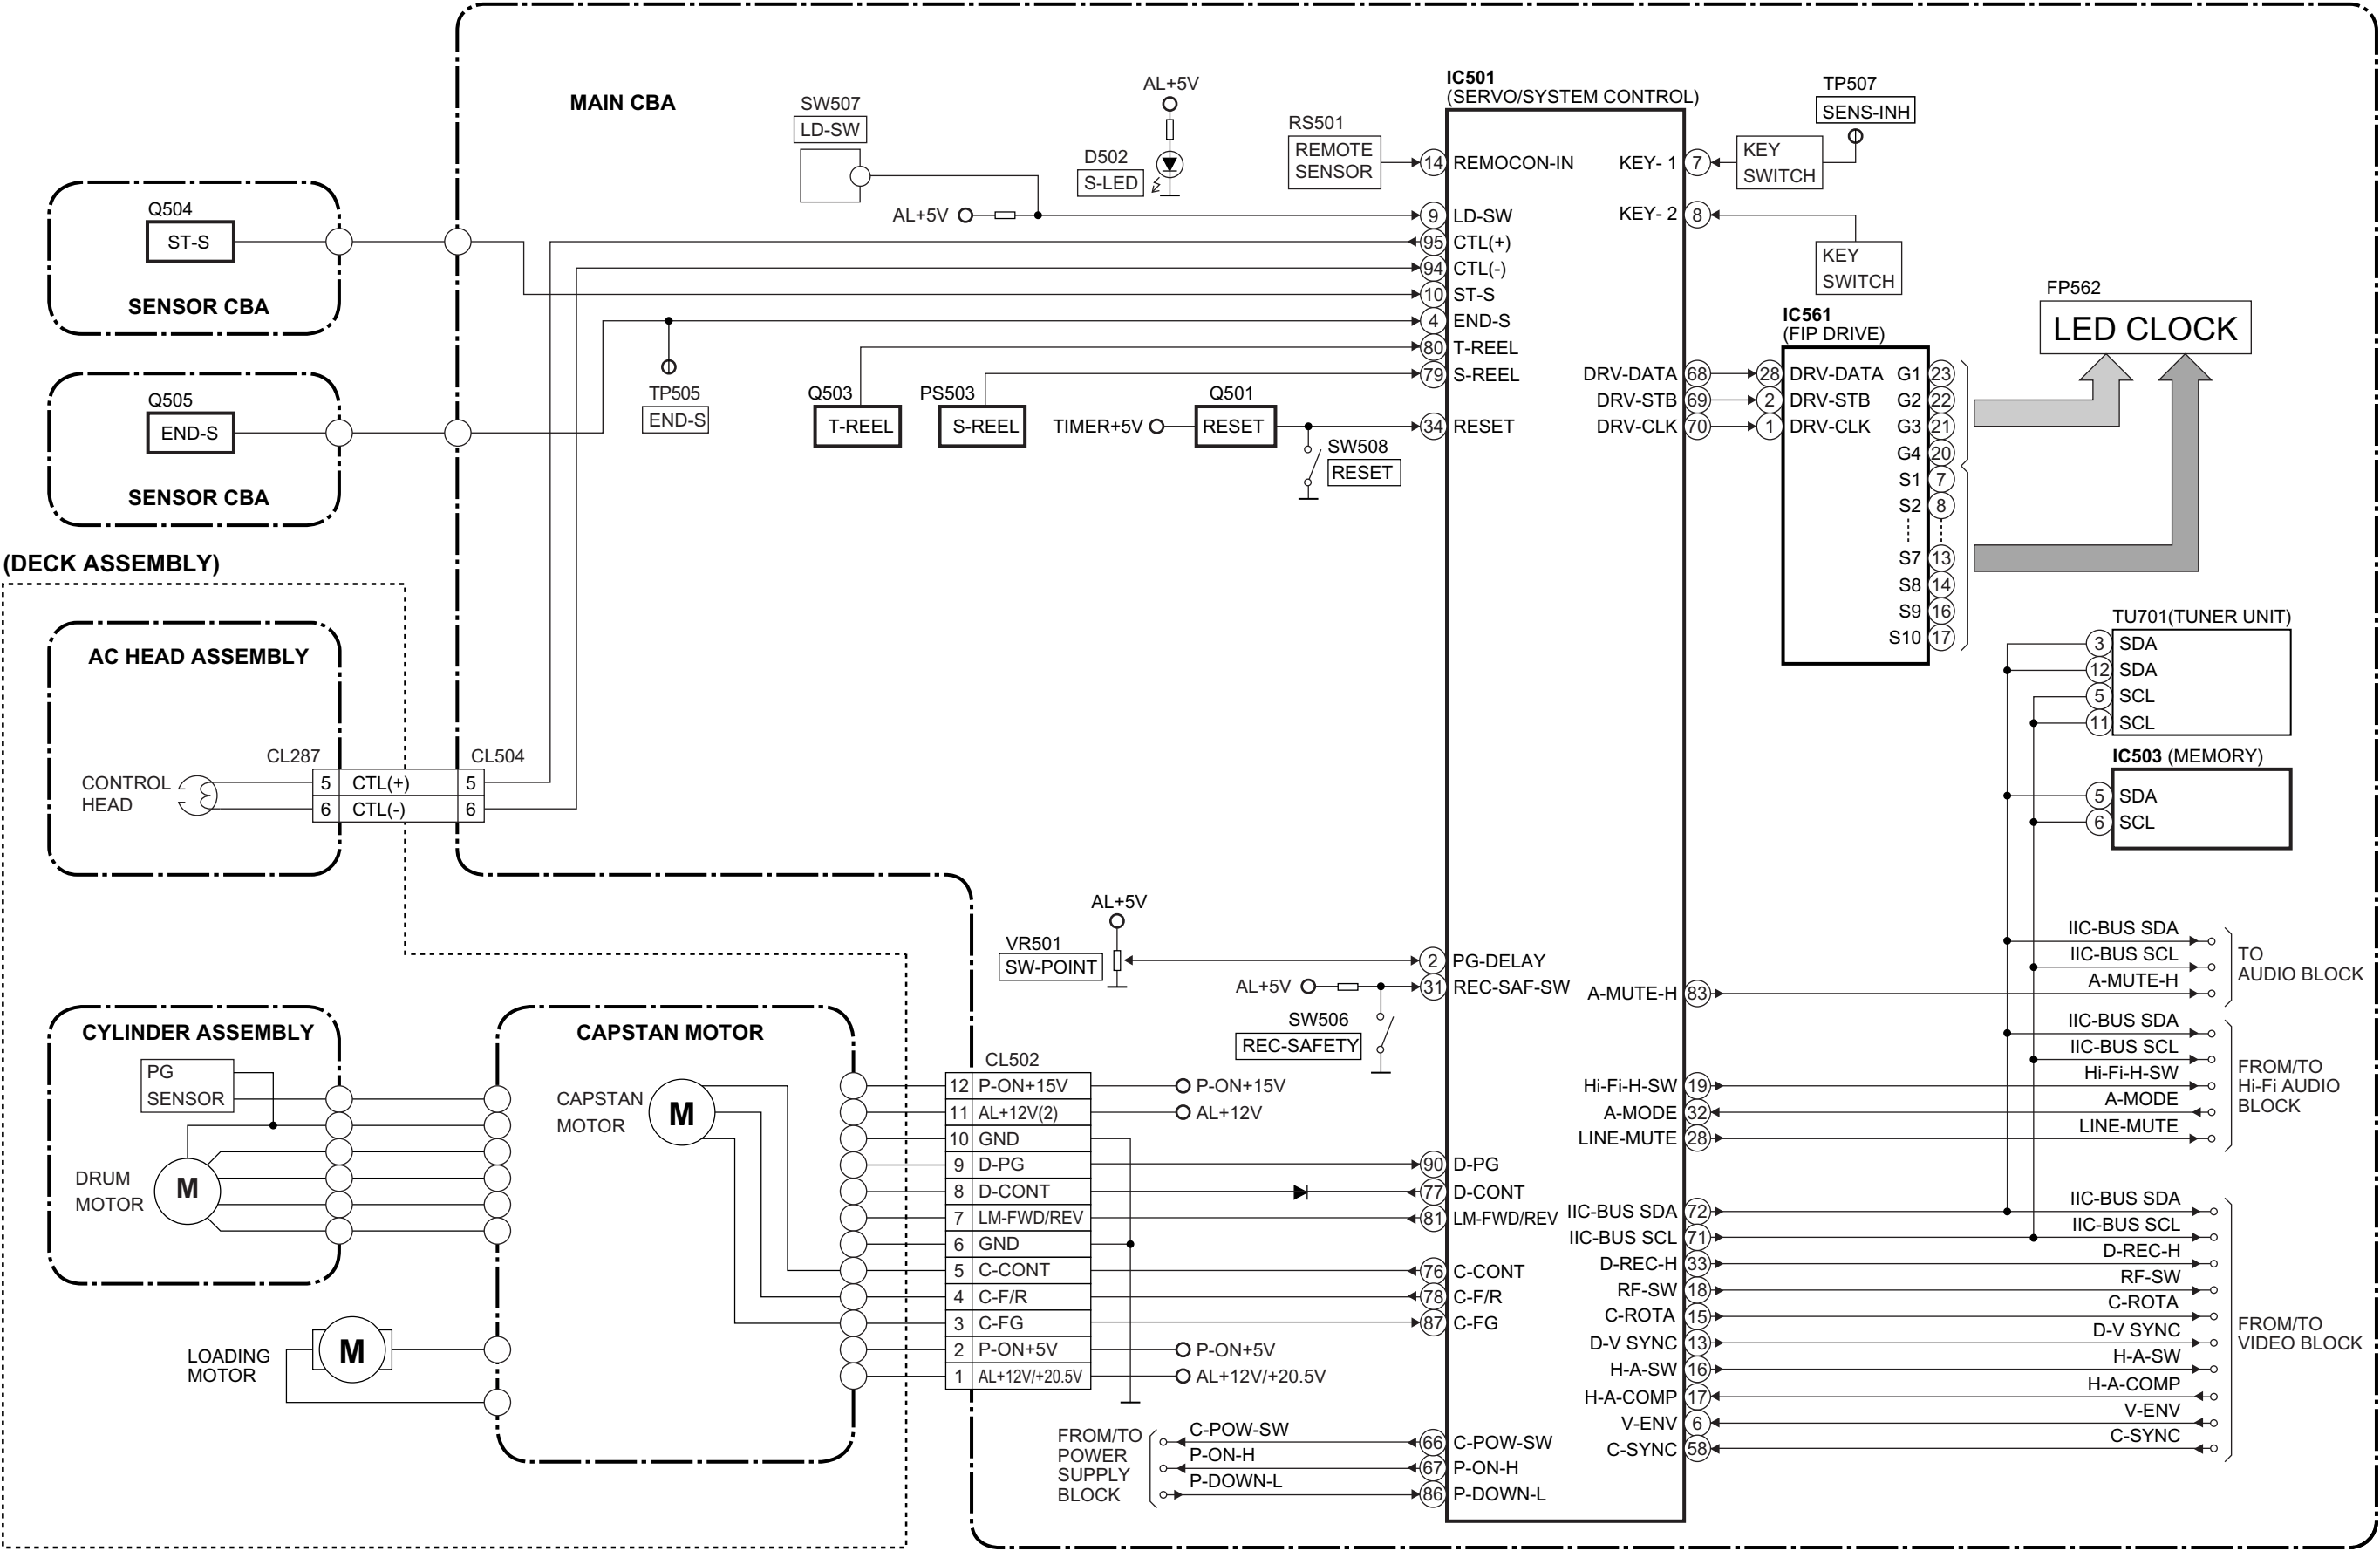 MAIN CBA
SW507
LD-SW
AL+5V
AL+5V
D502
S-LED
RS501
REMOTE
SENSOR
IC501
(SERVO/SYSTEM CONTROL)
14 REMOCON-IN
9 LD-SW
95 CTL(+)
94 CTL(-)
10 ST-S
4 END-S
80 T-REEL
79 S-REEL
34 RESET
2 PG-DELAY
31 REC-SAF-SW
90 D-PG
77 D-CONT
81 LM-FWD/REV
76 C-CONT
78 C-F/R
87 C-FG
66 C-POW-SW
67 P-ON-H
86 P-DOWN-L
KEY- 1 7
KEY- 2 8
DRV-DATA 68
DRV-STB 69
DRV-CLK 70
A-MUTE-H 83
Hi-Fi-H-SW 19
A-MODE 32
LINE-MUTE 28
IIC-BUS SDA 72
IIC-BUS SCL 71
D-REC-H 33
RF-SW 18
C-ROTA 15
D-V SYNC 13
H-A-SW 16
H-A-COMP 17
V-ENV 6
C-SYNC 58
TP507
SENS-INH
KEY
SWITCH
KEY
SWITCH
IC561
(FIP DRIVE)
28 DRV-DATA G1 23
2 DRV-STB G2 22
1 DRV-CLK G3 21
G4 20
S1 7
S2 8
S7 13
S8 14
S9 16
S10 17
FP562
LED CLOCK
TU701(TUNER UNIT)
3 SDA
12 SDA
5 SCL
11 SCL
IC503 (MEMORY)
5 SDA
6 SCL
Q504
ST-S
SENSOR CBA
Q505
END-S
SENSOR CBA
TP505
END-S
Q503
T-REEL
PS503
S-REEL
Q501
TIMER+5V
RESET
SW508
RESET
(DECK ASSEMBLY)
AC HEAD ASSEMBLY
CL287
CL504
CONTROL
HEAD
5 CTL(+) 5
6 CTL(-) 6
AL+5V
VR501
SW-POINT
AL+5V
SW506
REC-SAFETY
IIC-BUS SDA
IIC-BUS SCL
A-MUTE-H
TO
AUDIO BLOCK
IIC-BUS SDA
IIC-BUS SCL
Hi-Fi-H-SW
A-MODE
LINE-MUTE
FROM/TO
Hi-Fi AUDIO
BLOCK
IIC-BUS SDA
IIC-BUS SCL
D-REC-H
RF-SW
C-ROTA
D-V SYNC
H-A-SW
H-A-COMP
V-ENV
C-SYNC
FROM/TO
VIDEO BLOCK
CYLINDER ASSEMBLY
PG
SENSOR
DRUM
MOTOR
M
CAPSTAN MOTOR
CAPSTAN
MOTOR
M
LOADING
MOTOR
M
CL502
12 P-ON+15V
11 AL+12V(2)
10 GND
9 D-PG
8 D-CONT
7 LM-FWD/REV
6 GND
5 C-CONT
4 C-F/R
3 C-FG
2 P-ON+5V
1 AL+12V/+20.5V
P-ON+15V
AL+12V
P-ON+5V
AL+12V/+20.5V
FROM/TO
POWER
SUPPLY
BLOCK
C-POW-SW
P-ON-H
P-DOWN-L